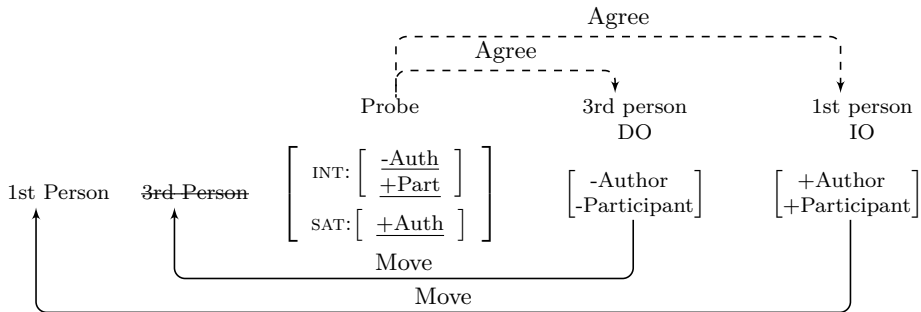 Agree
Agree
Probe 3rd person 1st person
DO IO
1st Person 3rd Person INT: -Auth +Part SAT: +Auth
-Author +Author
-Participant +Participant
Move
Move